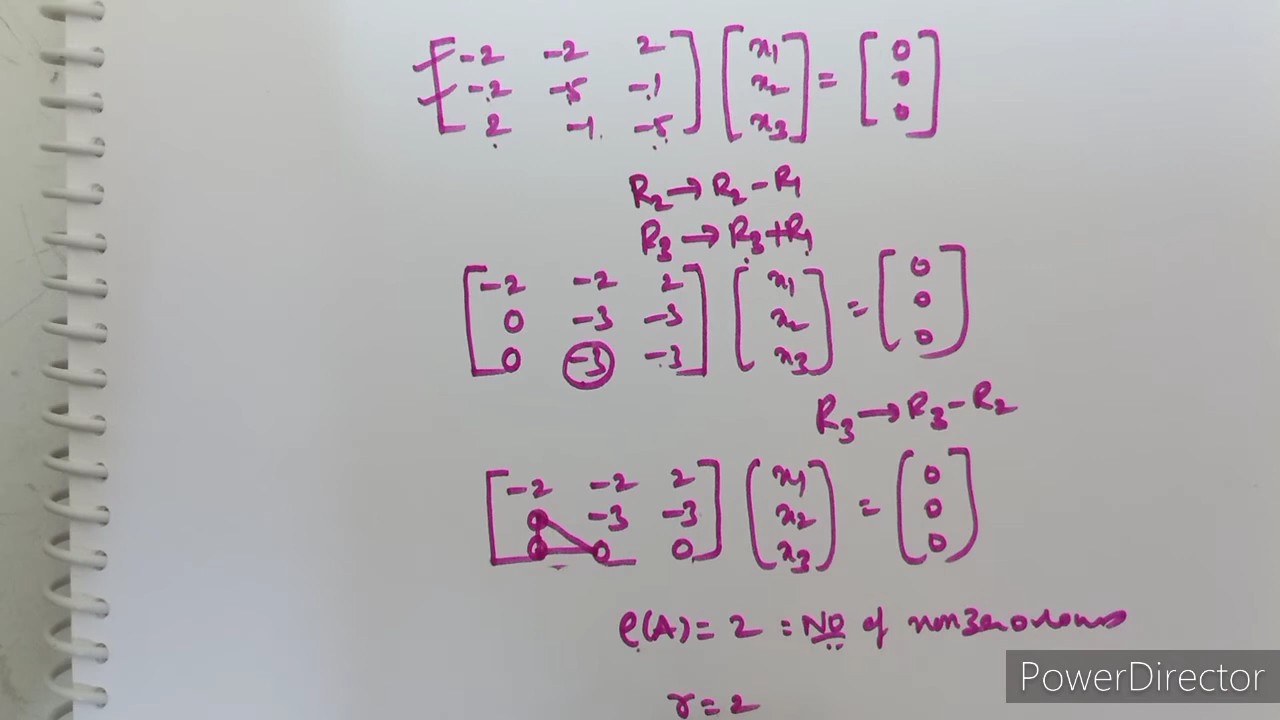 [ -2 -2 2 ] [ x1 ] = [ 0 ]
[ -2 -5 -1 ] [ x2 ] [ 0 ]
[ 2 -1 -5 ] [ x3 ] [ 0 ]
R2 → R2 - R1
R3 → R3 + R1
[ -2 -2 2 ] [ x1 ] = [ 0 ]
[ 0 -3 -3 ] [ x2 ] [ 0 ]
[ 0 -3 -3 ] [ x3 ] [ 0 ]
R3 → R3 - R2
[ -2 -2 2 ] [ x1 ] = [ 0 ]
[ 0 -3 -3 ] [ x2 ] [ 0 ]
[ 0 0 0 ] [ x3 ] [ 0 ]
ρ(A) = 2 = No of non zero rows
r = 2
PowerDirector